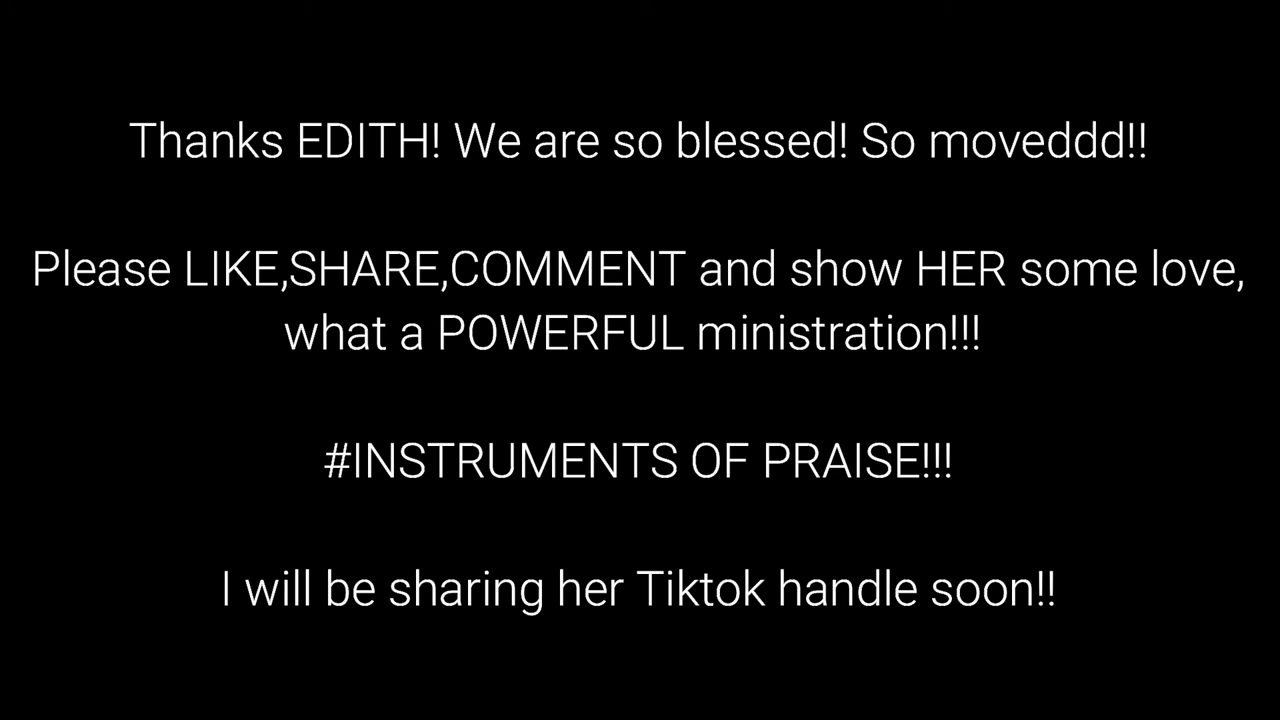 Thanks EDITH! We are so blessed! So moveddd!!
Please LIKE,SHARE,COMMENT and show HER some love,
what a POWERFUL ministration!!!
#INSTRUMENTS OF PRAISE!!!
I will be sharing her Tiktok handle soon!!